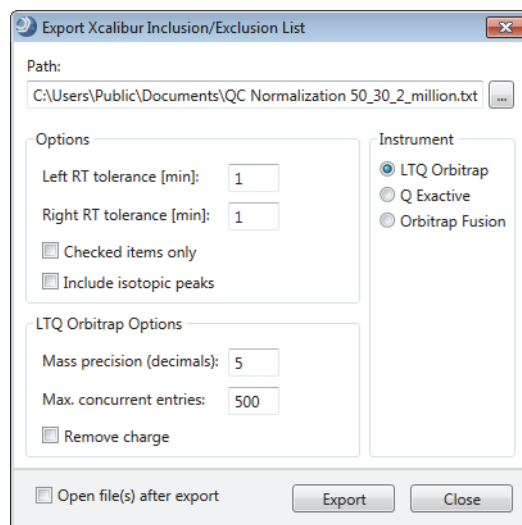 Export Xcalibur Inclusion/Exclusion List
Path:
C:\Users\Public\Documents\QC Normalization 50_30_2_million.txt ...
Options
Left RT tolerance [min]: 1
Right RT tolerance [min]: 1
Checked items only
Include isotopic peaks
Instrument
LTQ Orbitrap
Q Exactive
Orbitrap Fusion
LTQ Orbitrap Options
Mass precision (decimals): 5
Max. concurrent entries: 500
Remove charge
Open file(s) after export
Export
Close